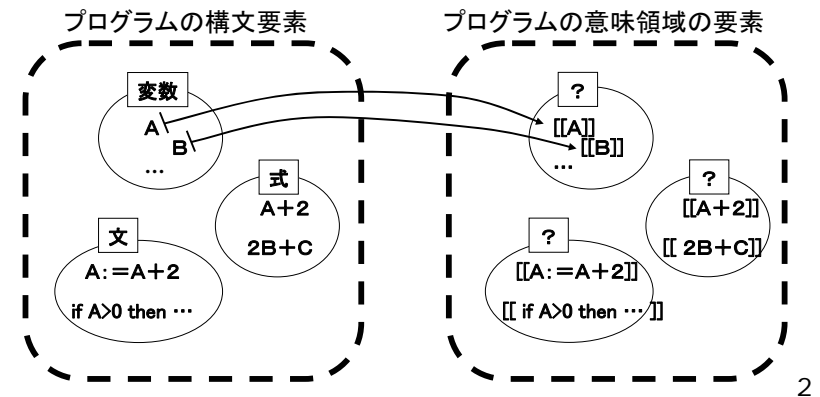 プログラムの構文要素
変数
A
B
…
式
A+2
2B+C
文
A:=A+2
if A>0 then …
プログラムの意味領域の要素
?
[[A]]
[[B]]
…
?
[[A+2]]
[[ 2B+C]]
?
[[A:=A+2]]
[[ if A>0 then … ]]
2